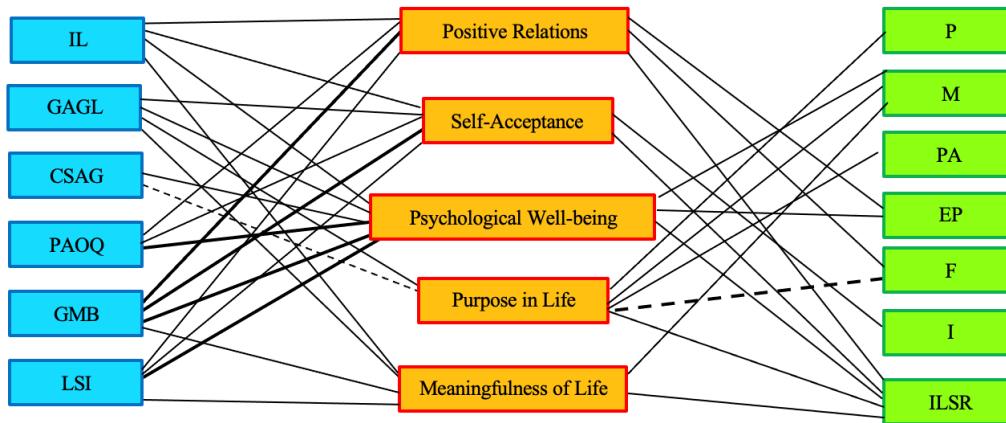 IL
GAGL
CSAG
PAOQ
GMB
LSI
Positive Relations
Self-Acceptance
Psychological Well-being
Purpose in Life
Meaningfulness of Life
P
M
PA
EP
F
I
ILSR